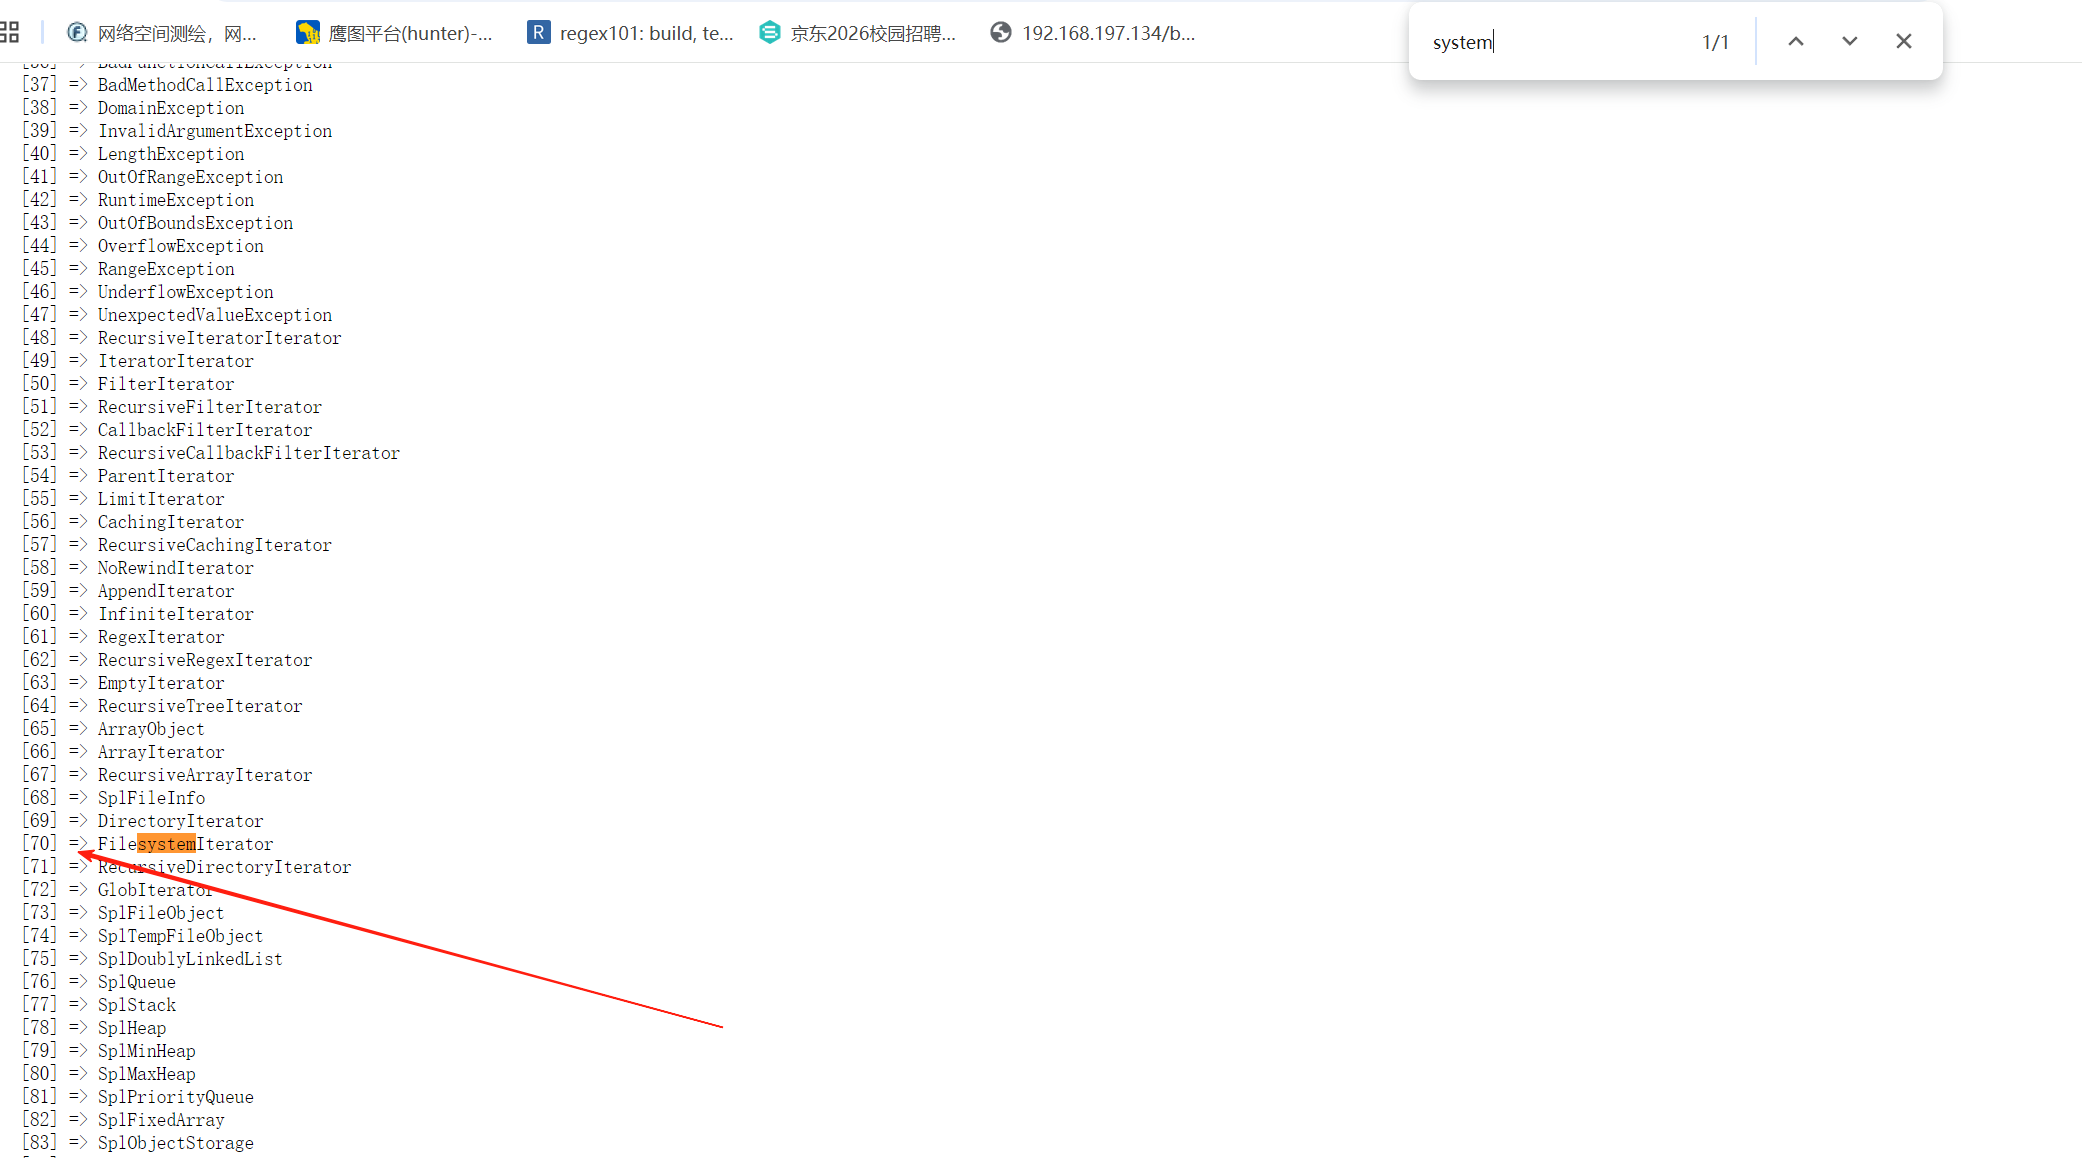 网络空间测绘，网...
鹰图平台(hunter)-...
regex101: build, te...
京东2026校园招聘...
192.168.197.134/b...
system
1/1
[36] => BadFunctionCallException
[37] => BadMethodCallException
[38] => DomainException
[39] => InvalidArgumentException
[40] => LengthException
[41] => OutOfRangeException
[42] => RuntimeException
[43] => OutOfBoundsException
[44] => OverflowException
[45] => RangeException
[46] => UnderflowException
[47] => UnexpectedValueException
[48] => RecursiveIteratorIterator
[49] => IteratorIterator
[50] => FilterIterator
[51] => RecursiveFilterIterator
[52] => CallbackFilterIterator
[53] => RecursiveCallbackFilterIterator
[54] => ParentIterator
[55] => LimitIterator
[56] => CachingIterator
[57] => RecursiveCachingIterator
[58] => NoRewindIterator
[59] => AppendIterator
[60] => InfiniteIterator
[61] => RegexIterator
[62] => RecursiveRegexIterator
[63] => EmptyIterator
[64] => RecursiveTreeIterator
[65] => ArrayObject
[66] => ArrayIterator
[67] => RecursiveArrayIterator
[68] => SplFileInfo
[69] => DirectoryIterator
[70] => FilesystemIterator
[71] => RecursiveDirectoryIterator
[72] => GlobIterator
[73] => SplFileObject
[74] => SplTempFileObject
[75] => SplDoublyLinkedList
[76] => SplQueue
[77] => SplStack
[78] => SplHeap
[79] => SplMinHeap
[80] => SplMaxHeap
[81] => SplPriorityQueue
[82] => SplFixedArray
[83] => SplObjectStorage